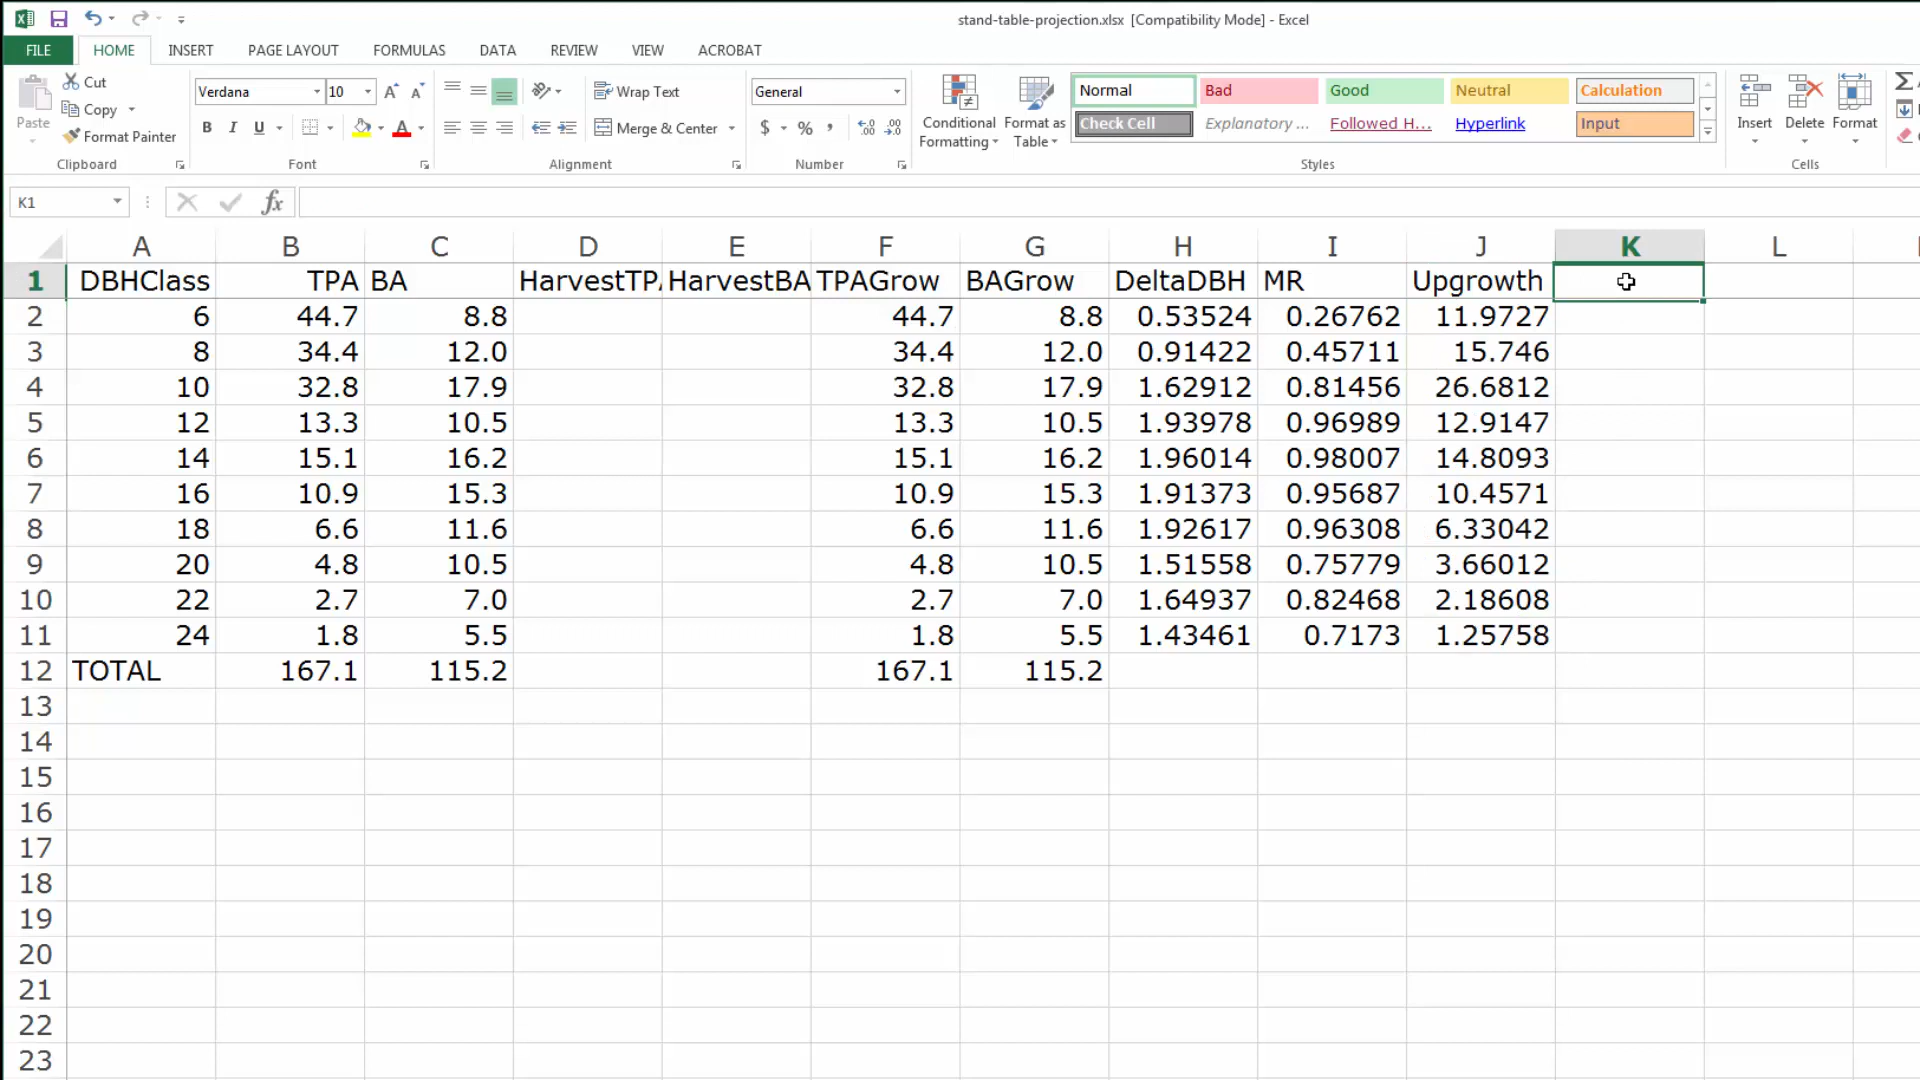 stand-table-projection.xlsx [Compatibility Mode] - Excel
FILE HOME INSERT PAGE LAYOUT FORMULAS DATA REVIEW VIEW ACROBAT
Paste
Cut
Copy
Format Painter
Clipboard
Verdana 10
B I U
Font
Wrap Text
Merge & Center
Alignment
General
$ % ,
Number
Conditional Formatting
Format as Table
Normal Bad Good Neutral Calculation
Check Cell Explanatory ... Followed H... Hyperlink Input
Styles
Insert Delete Format
Cells
K1 fx
A B C D E F G H I J K L
1 DBHClass TPA BA HarvestTPA HarvestBA TPAGrow BAGrow DeltaDBH MR Upgrowth
2 6 44.7 8.8 44.7 8.8 0.53524 0.26762 11.9727
3 8 34.4 12.0 34.4 12.0 0.91422 0.45711 15.746
4 10 32.8 17.9 32.8 17.9 1.62912 0.81456 26.6812
5 12 13.3 10.5 13.3 10.5 1.93978 0.96989 12.9147
6 14 15.1 16.2 15.1 16.2 1.96014 0.98007 14.8093
7 16 10.9 15.3 10.9 15.3 1.91373 0.95687 10.4571
8 18 6.6 11.6 6.6 11.6 1.92617 0.96308 6.33042
9 20 4.8 10.5 4.8 10.5 1.51558 0.75779 3.66012
10 22 2.7 7.0 2.7 7.0 1.64937 0.82468 2.18608
11 24 1.8 5.5 1.8 5.5 1.43461 0.7173 1.25758
12 TOTAL 167.1 115.2 167.1 115.2
13
14
15
16
17
18
19
20
21
22
23